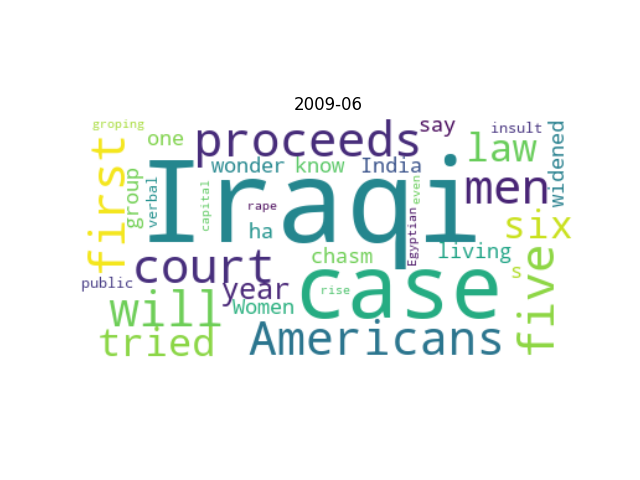 2009-06
groping
one
proceeds
say
insult
widened
first
group
verbal
wonder
know
India
law
Iraqi
capital
rape
even
men
ha
Egyptian
six
court
chasm
living
public
year
rise
s
will
Women
case
five
tried
Americans